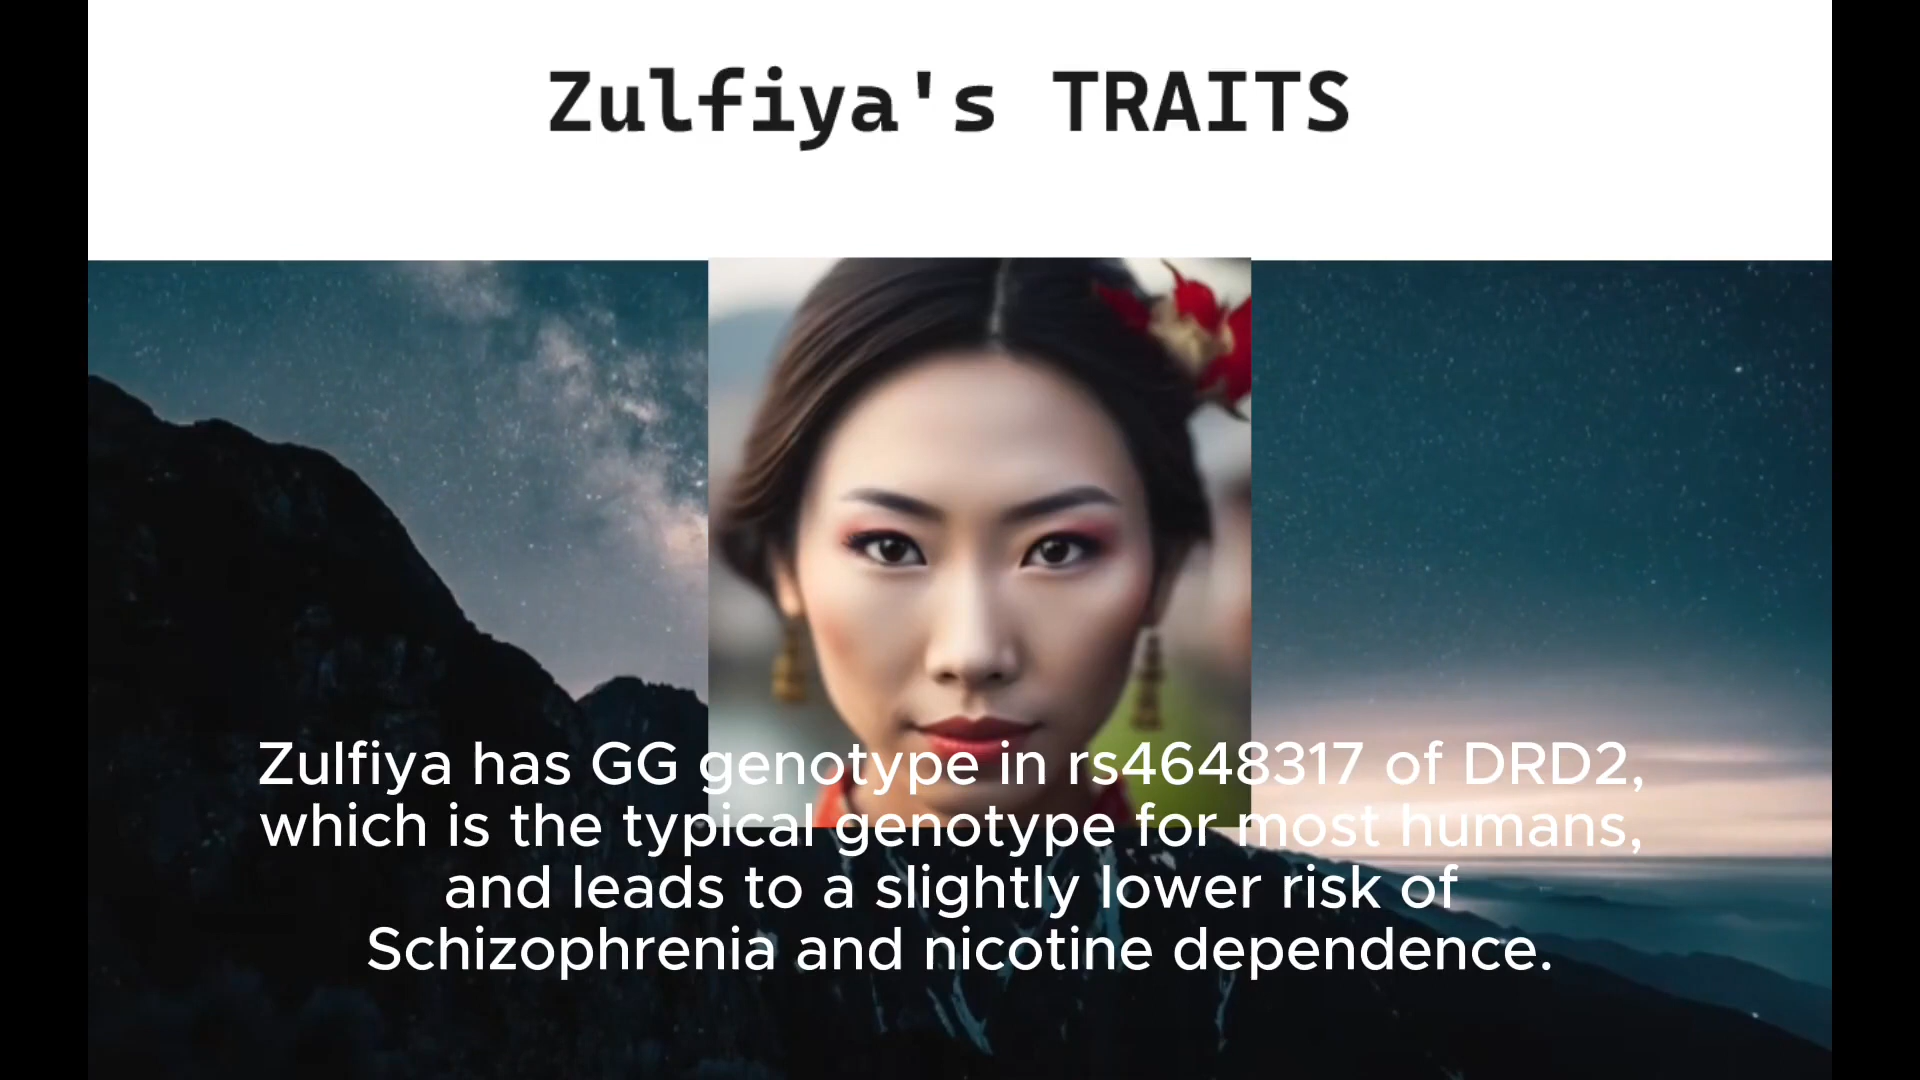 Zulfiya's TRAITS
Zulfiya has GG genotype in rs4648317 of DRD2,
which is the typical genotype for most humans,
and leads to a slightly lower risk of
Schizophrenia and nicotine dependence.